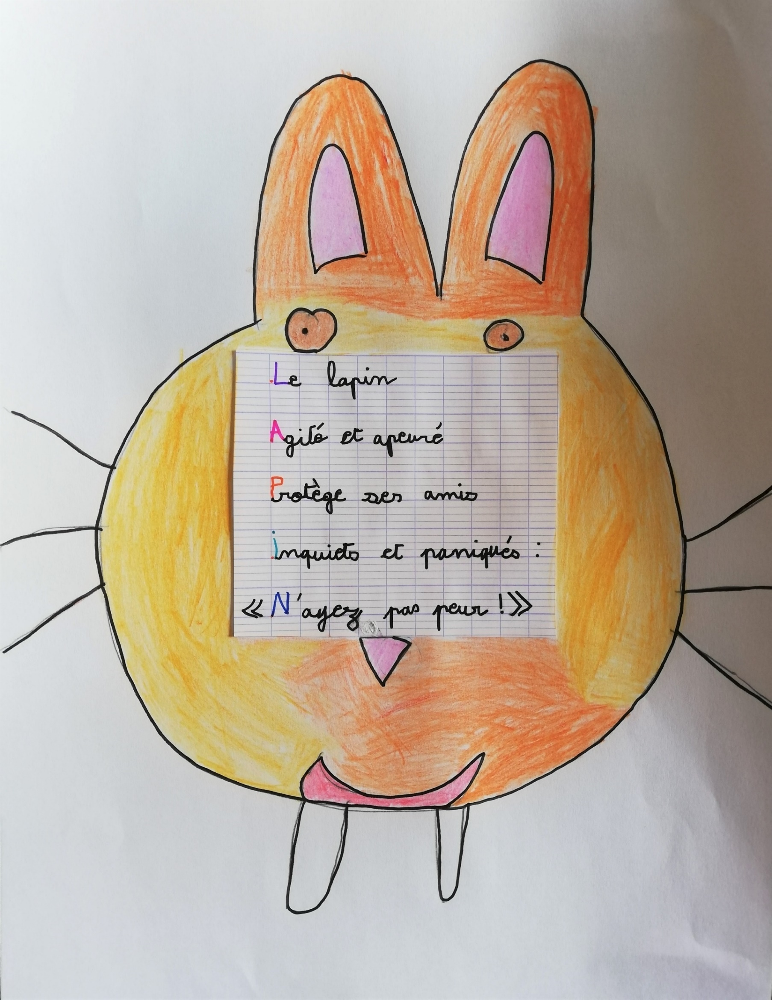 Le lapin
Agité et apeuré
Protège ses amis
inquiets et paniqués :
« N'ayez pas peur ! »